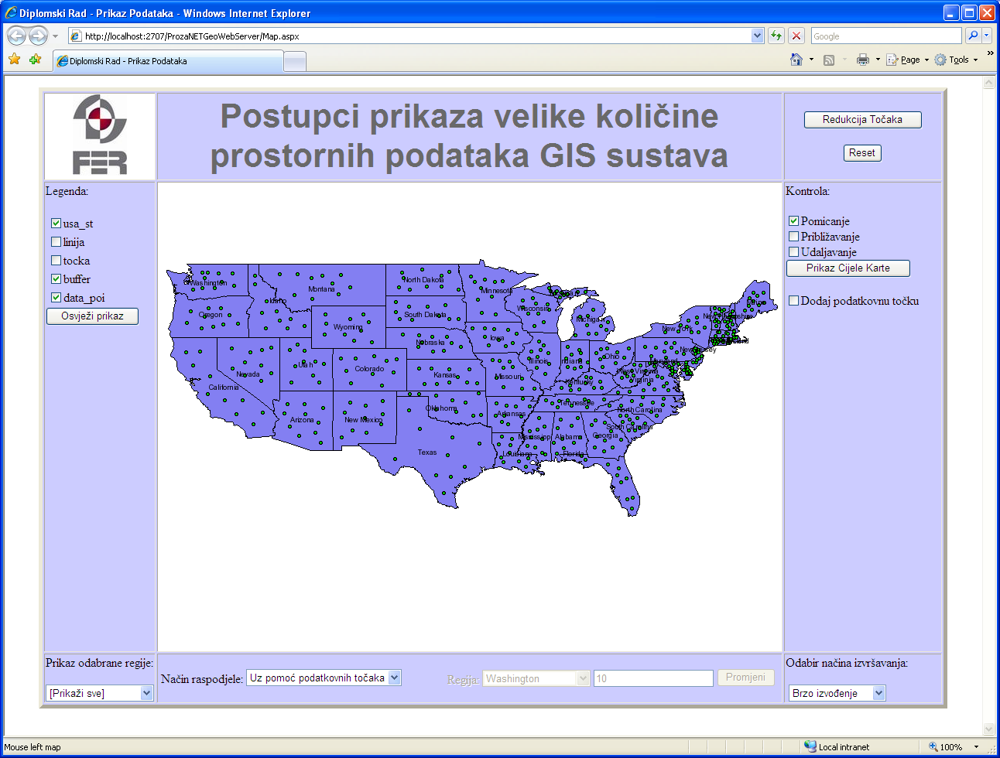 Diplomski Rad - Prikaz Podataka - Windows Internet Explorer
http://localhost:2707/ProzaNETGeoWebServer/Map.aspx
Google
Diplomski Rad - Prikaz Podataka
Page
Tools
FER
Postupci prikaza velike količine
prostornih podataka GIS sustava
Redukcija Točaka
Reset
Legenda:
usa_st
linija
tocka
buffer
data_poi
Osvježi prikaz
Kontrola:
Pomicanje
Približavanje
Udaljavanje
Prikaz Cijele Karte
Dodaj podatkovnu točku
Washington
Montana
Idaho
North Dakota
Minnesota
Oregon
Wyoming
South Dakota
Wisconsin
Michigan
New York
Maine
Nebraska
Iowa
New Jersey
Nevada
Utah
Colorado
Kansas
Missouri
Illinois
Indiana
Ohio
Maryland
West Virginia
Virginia
Kentucky
California
Arizona
New Mexico
Oklahoma
Arkansas
Tennessee
North Carolina
South Carolina
Texas
Louisiana
Mississippi
Alabama
Georgia
Florida
Prikaz odabrane regije:
[Prikaži sve]
Način raspodjele:
Uz pomoć podatkovnih točaka
Regija:
Washington
10
Promjeni
Odabir načina izvršavanja:
Brzo izvođenje
Mouse left map
Local intranet
100%